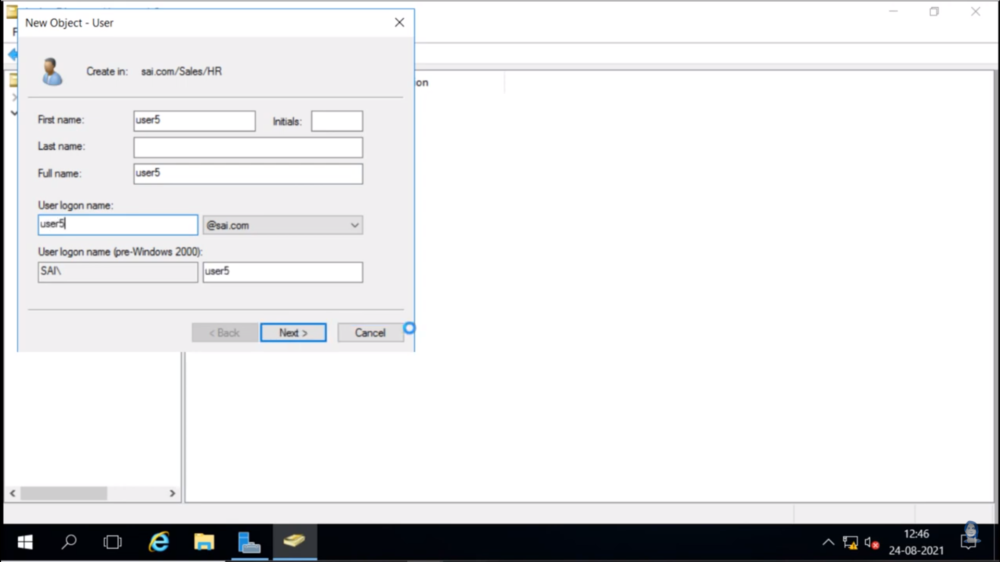 New Object - User
Create in: sai.com/Sales/HR
First name: user5 Initials:
Last name:
Full name: user5
User logon name:
user5 @sai.com
User logon name (pre-Windows 2000):
SAI\ user5
< Back Next > Cancel
ion
12:46
24-08-2021